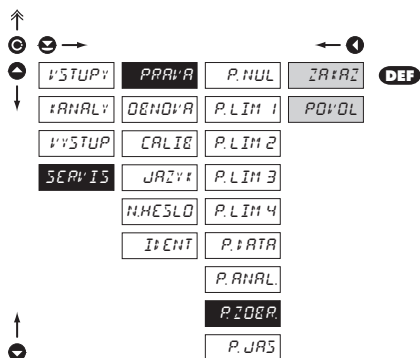 VSTUPY PRAVA P. NUL ZAKAZ DEF
KANALY OBNOVA P.LIM 1 POVOL
VYSTUP CALIB P.LIM 2
SERVIS JAZYK P.LIM 3
N.HESLO P.LIM 4
IDENT P.DATA
P. ANAL.
P.ZOBR.
P. JAS